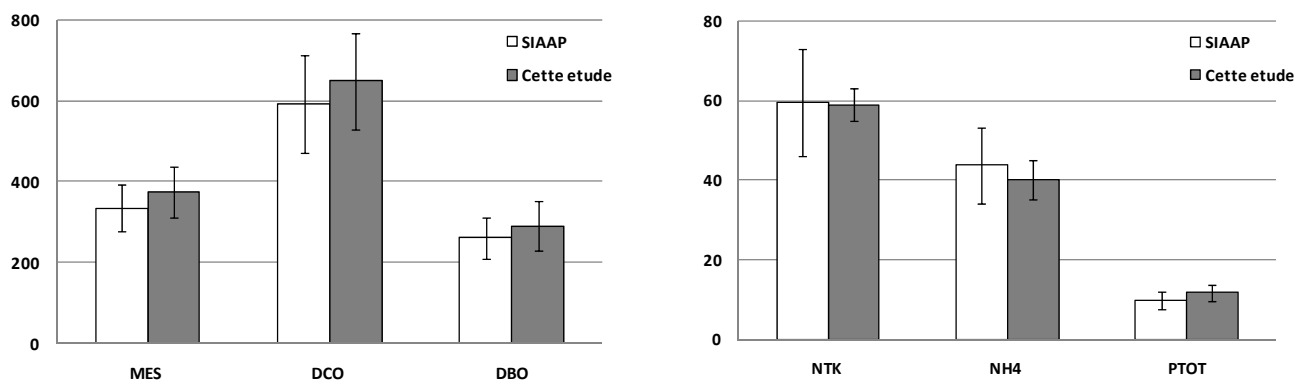 800
600
400
200
0
SIAAP
Cette etude
MES DCO DBO
80
60
40
20
0
SIAAP
Cette etude
NTK NH4 PTOT